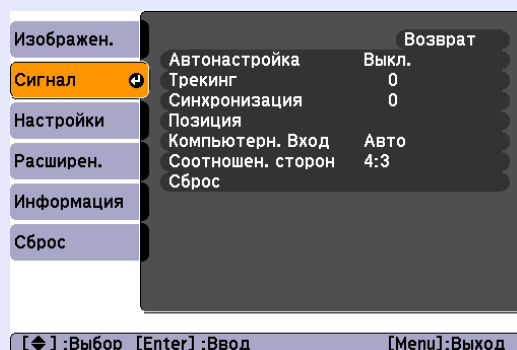 Изображен.
Сигнал
Настройки
Расширен.
Информация
Сброс
Возврат
Автонастройка Выкл.
Трекинг 0
Синхронизация 0
Позиция
Компьютерн. Вход Авто
Соотношен. сторон 4:3
Сброс
[◆] :Выбор [Enter] :Ввод [Menu] :Выход